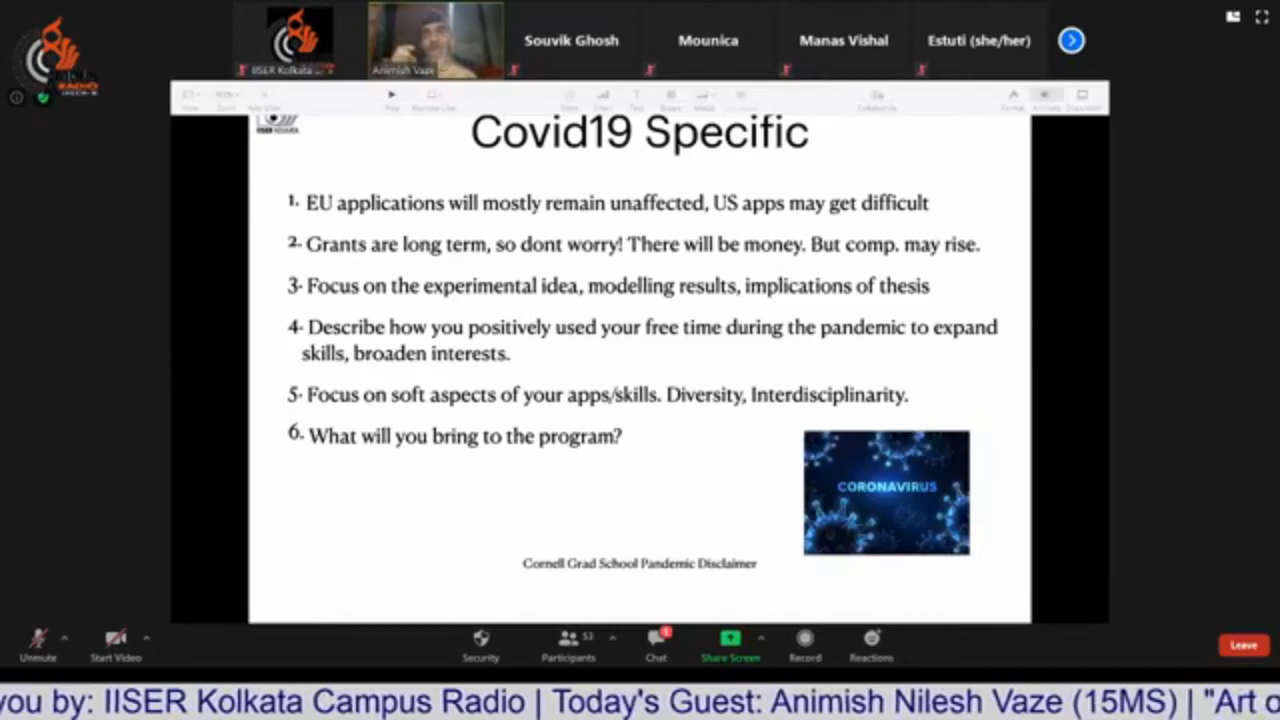 Souvik Ghosh
Mounica
Manas Vishal
Estuti (she/her)
IISER Kolkata
Animish Vaze
RADIO
IISER KOLKATA
Covid19 Specific
1. EU applications will mostly remain unaffected, US apps may get difficult
2. Grants are long term, so dont worry! There will be money. But comp. may rise.
3. Focus on the experimental idea, modelling results, implications of thesis
4. Describe how you positively used your free time during the pandemic to expand
skills, broaden interests.
5. Focus on soft aspects of your apps/skills. Diversity, Interdisciplinarity.
6. What will you bring to the program?
CORONAVIRUS
Cornell Grad School Pandemic Disclaimer
Unmute
Start Video
Security
Participants
53
Chat
Share Screen
Record
Reactions
Leave
you by: IISER Kolkata Campus Radio | Today's Guest: Animish Nilesh Vaze (15MS) | "Art o